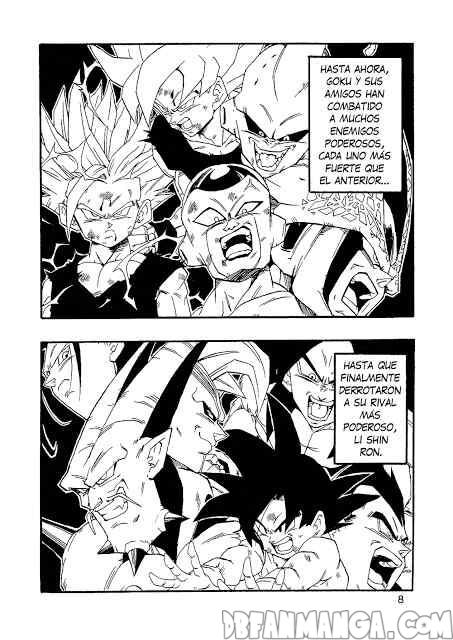 HASTA AHORA,
GOKU Y SUS
AMIGOS HAN
COMBATIDO
A MUCHOS
ENEMIGOS
PODEROSOS,
CADA UNO MÁS
FUERTE QUE
EL ANTERIOR...
HASTA QUE
FINALMENTE
DERROTARON
A SU RIVAL
MÁS
PODEROSO,
LI SHIN
RON.
8
DBFANMANGA.COM